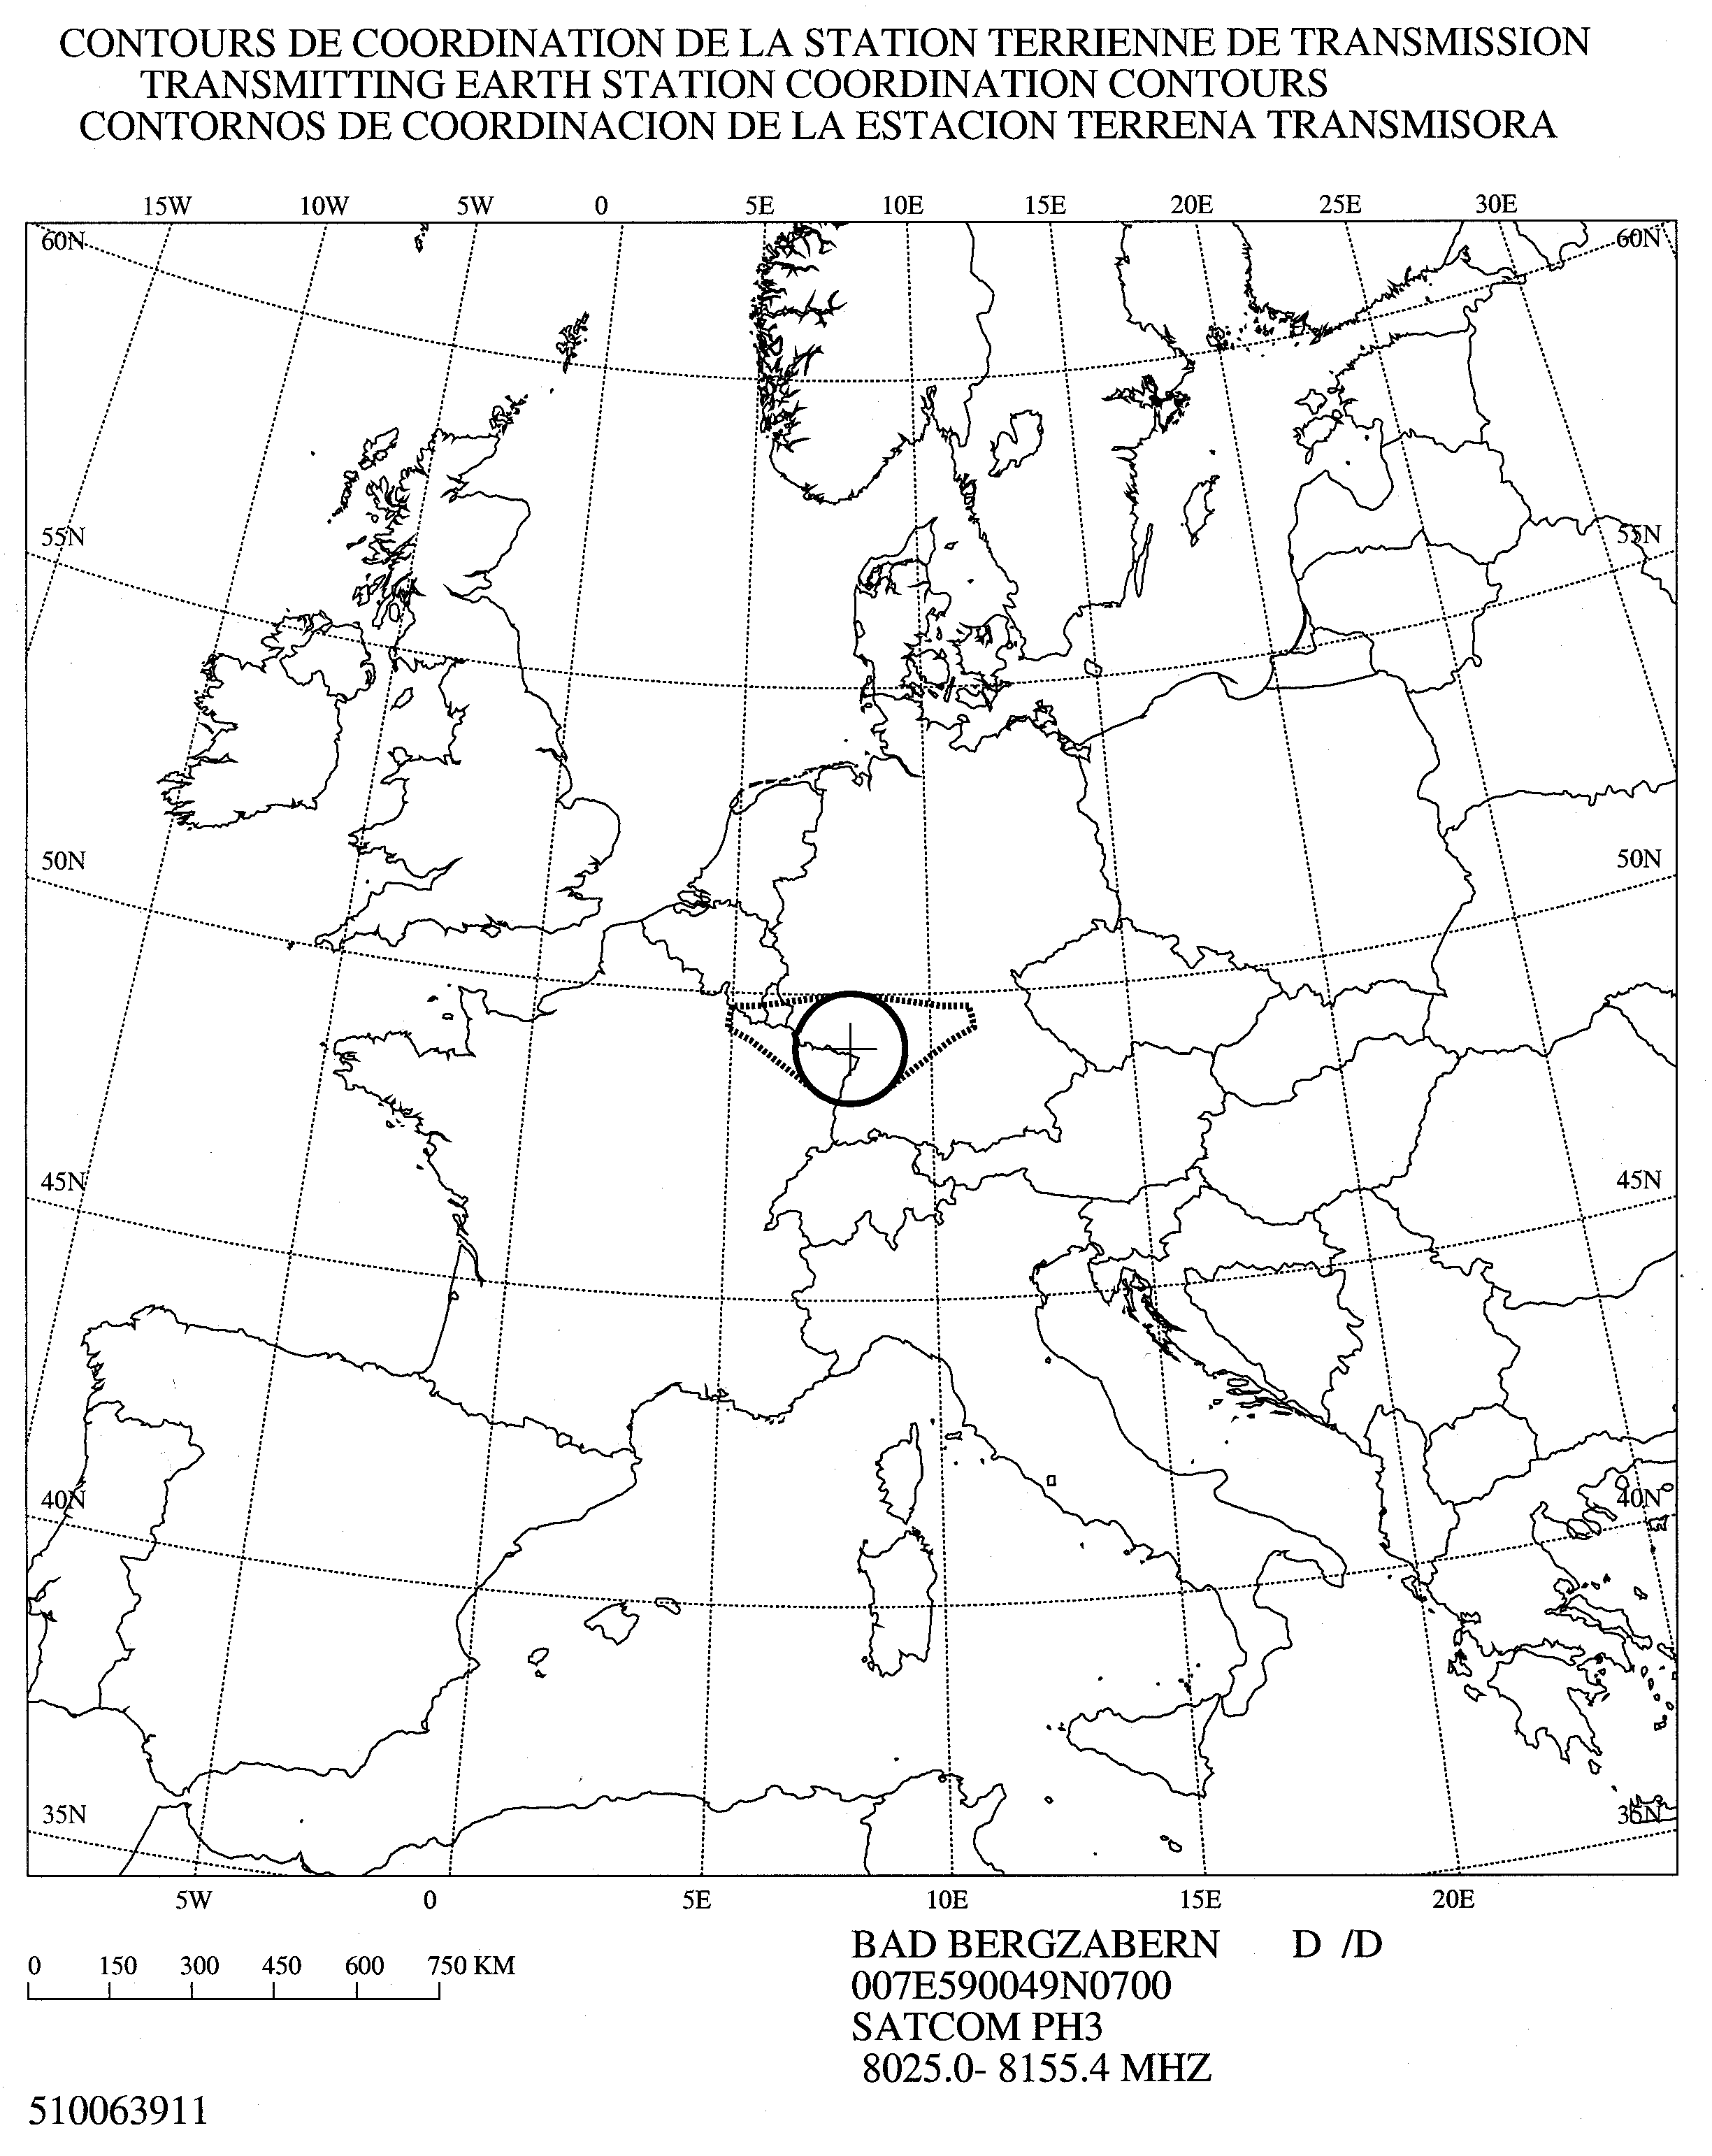 CONTOURS DE COORDINATION DE LA STATION TERRIENNE DE TRANSMISSION
TRANSMITTING EARTH STATION COORDINATION CONTOURS
CONTORNOS DE COORDINACION DE LA ESTACION TERRENA TRANSMISORA
15W 10W 5W 0 5E 10E 15E 20E 25E 30E
60N 60N
55N 55N
50N 50N
45N 45N
40N 40N
35N 35N
5W 0 5E 10E 15E 20E
0 150 300 450 600 750 KM
BAD BERGZABERN D /D
007E590049N0700
SATCOM PH3
8025.0- 8155.4 MHZ
510063911